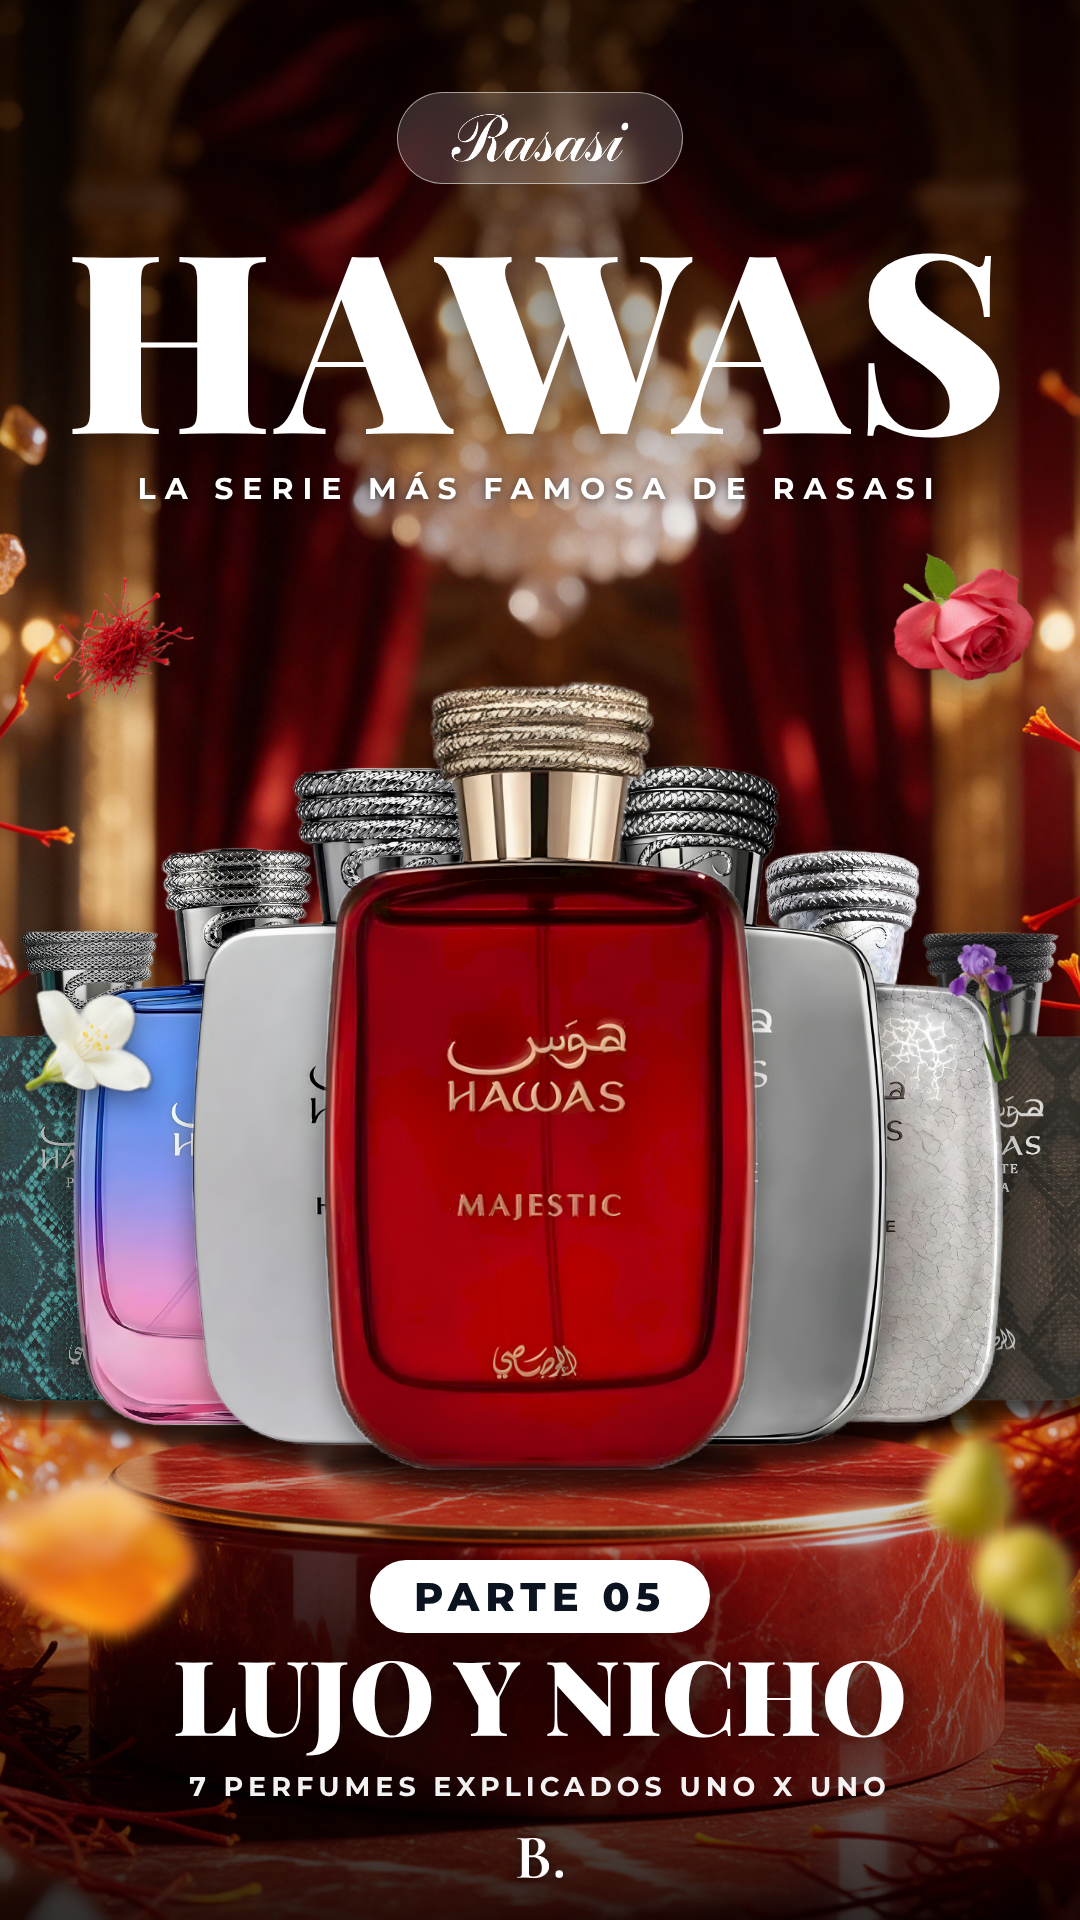 Rasasi
HAWAS
LA SERIE MÁS FAMOSA DE RASASI
هوس
HAWAS
MAJESTIC
الرصاصي
PARTE 05
LUJO Y NICHO
7 PERFUMES EXPLICADOS UNO X UNO
B.